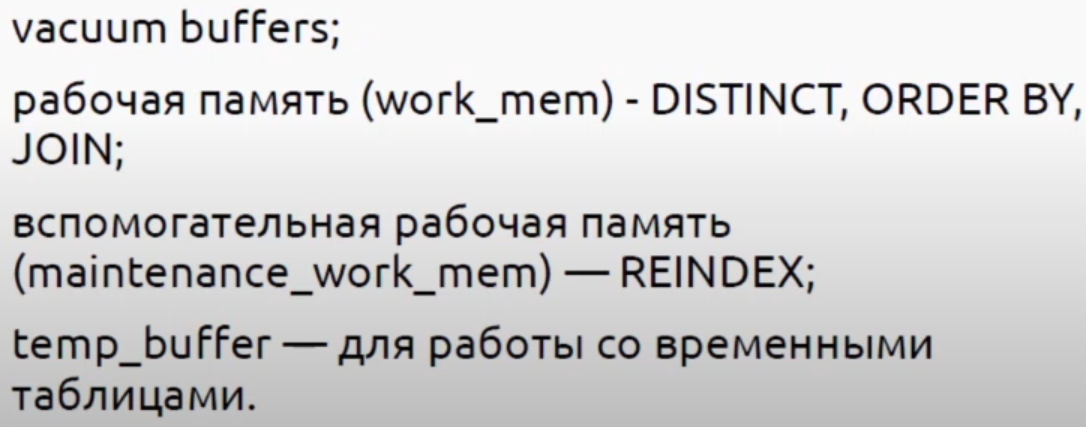 vacuum buffers;
рабочая память (work_mem) - DISTINCT, ORDER BY,
JOIN;
вспомогательная рабочая память
(maintenance_work_mem) — REINDEX;
temp_buffer — для работы со временными
таблицами.